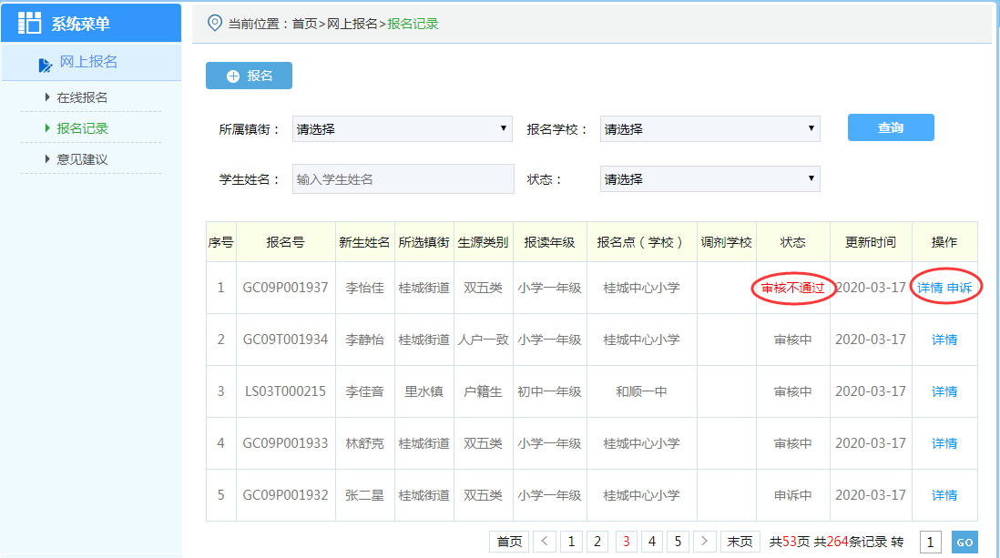 系统菜单
当前位置：首页>网上报名>报名记录
网上报名
在线报名
报名记录
意见建议
报名
所属镇街： 请选择 报名学校： 请选择 查询
学生姓名： 输入学生姓名 状态： 请选择
序号 报名号 新生姓名 所选镇街 生源类别 报读年级 报名点（学校） 调剂学校 状态 更新时间 操作
1 GC09P001937 李怡佳 桂城街道 双五类 小学一年级 桂城中心小学 审核不通过 2020-03-17 详情 申诉
2 GC09T001934 李静怡 桂城街道 人户一致 小学一年级 桂城中心小学 审核中 2020-03-17 详情
3 LS03T000215 李佳音 里水镇 户籍生 初中一年级 和顺一中 审核中 2020-03-17 详情
4 GC09P001933 林舒克 桂城街道 双五类 小学一年级 桂城中心小学 审核中 2020-03-17 详情
5 GC09P001932 张二星 桂城街道 双五类 小学一年级 桂城中心小学 申诉中 2020-03-17 详情
首页 < 1 2 3 4 5 > 末页 共53页 共264条记录 转 1 GO